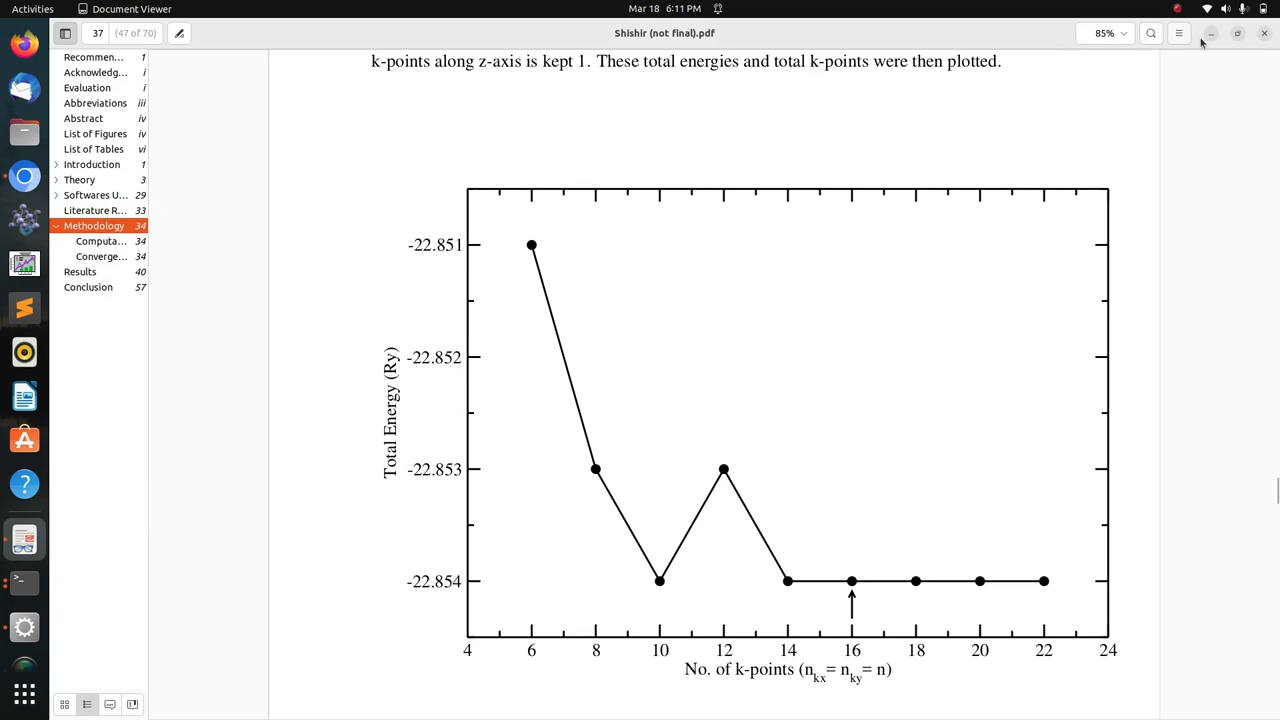 Activities
Document Viewer
Mar 18 6:11 PM
37
(47 of 70)
Shishir (not final).pdf
85%
Recommen... 1
Acknowledg... i
Evaluation i
Abbreviations iii
Abstract iv
List of Figures iv
List of Tables vi
Introduction 1
Theory 3
Softwares U... 29
Literature R... 33
Methodology 34
Computa... 34
Converge... 34
Results 40
Conclusion 57
k-points along z-axis is kept 1. These total energies and total k-points were then plotted.
Total Energy (Ry)
-22.851
-22.852
-22.853
-22.854
4 6 8 10 12 14 16 18 20 22 24
No. of k-points (nkx= nky= n)